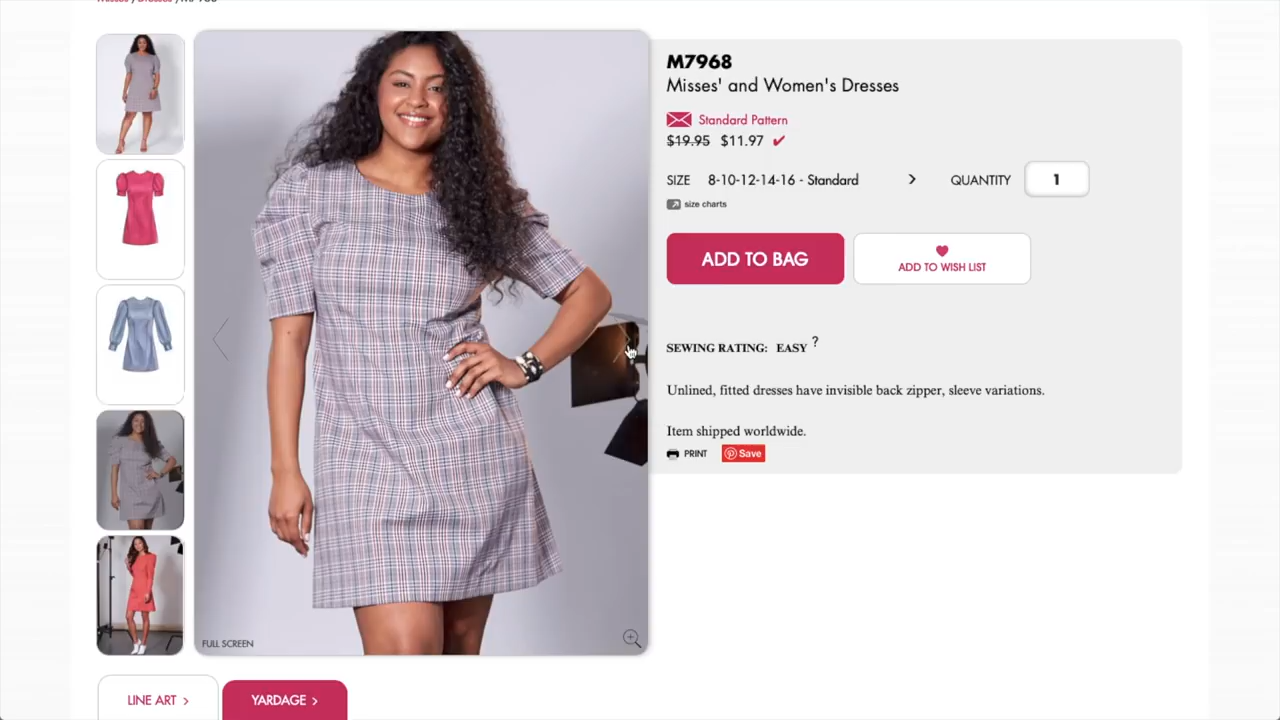 M7968
Misses' and Women's Dresses
Standard Pattern
$19.95 $11.97
SIZE 8-10-12-14-16 - Standard > QUANTITY 1
size charts
ADD TO BAG
ADD TO WISH LIST
SEWING RATING: EASY ?
Unlined, fitted dresses have invisible back zipper, sleeve variations.
Item shipped worldwide.
PRINT Save
FULL SCREEN
LINE ART > YARDAGE >